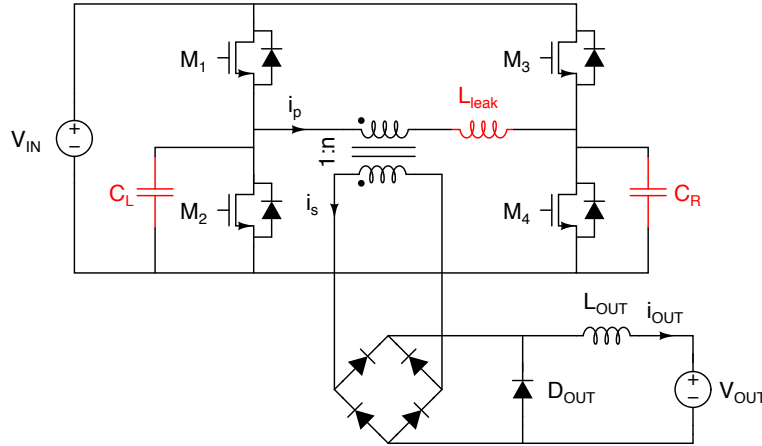 M1
M3
Lleak
ip
VIN
1:n
CL
CR
M2
M4
is
LOUT
iOUT
DOUT
VOUT